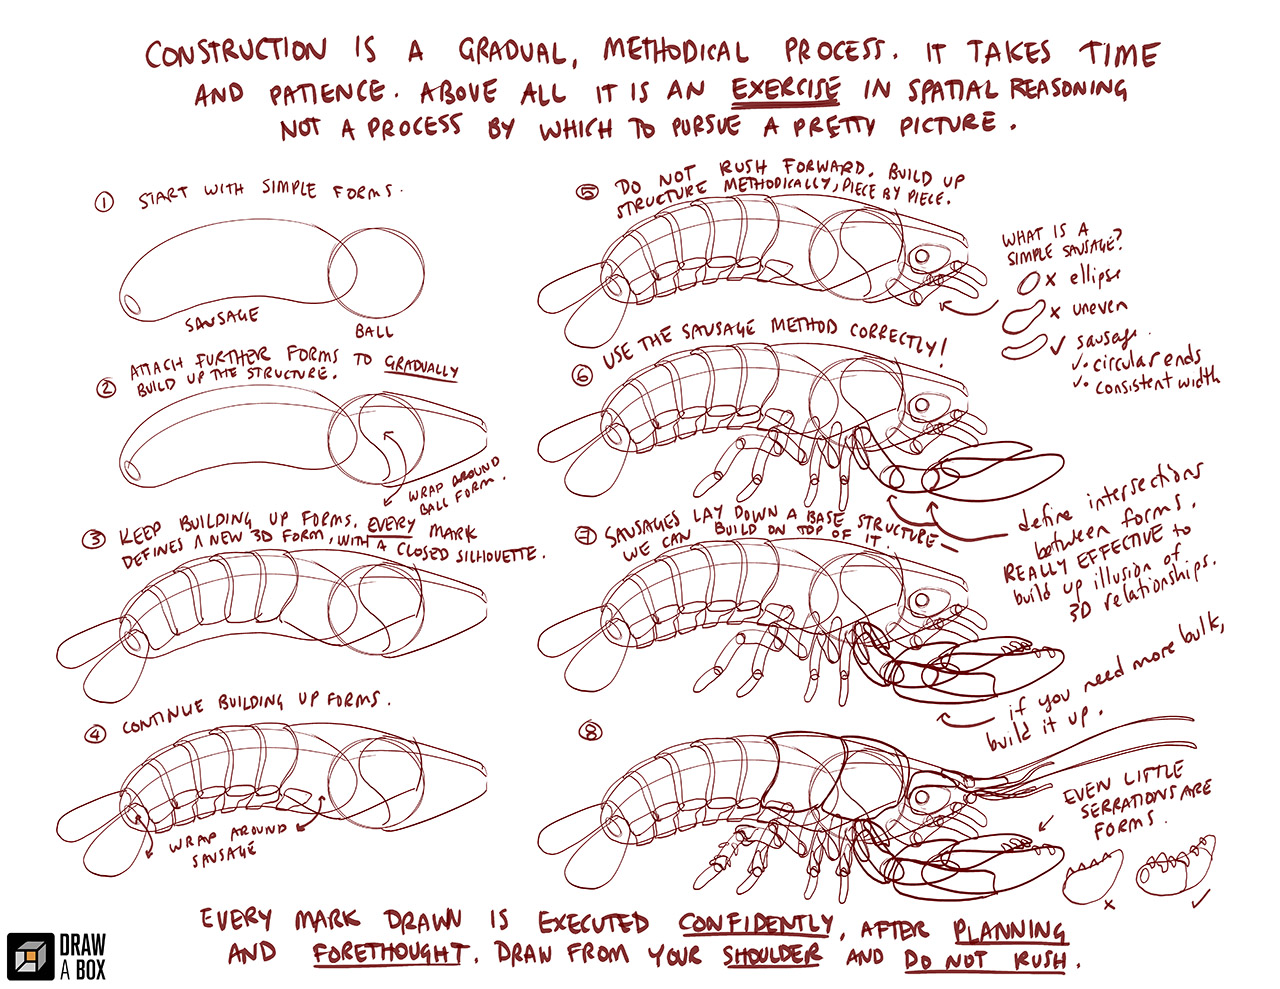 CONSTRUCTION IS A GRADUAL, METHODICAL PROCESS. IT TAKES TIME
AND PATIENCE. ABOVE ALL IT IS AN EXERCISE IN SPATIAL REASONING
NOT A PROCESS BY WHICH TO PURSUE A PRETTY PICTURE.
① START WITH SIMPLE FORMS.
SAUSAGE
BALL
② ATTACH FURTHER FORMS TO GRADUALLY
BUILD UP THE STRUCTURE.
WRAP AROUND
BALL FORM.
③ KEEP BUILDING UP FORMS. EVERY MARK
DEFINES A NEW 3D FORM, WITH A CLOSED SILHOUETTE.
④ CONTINUE BUILDING UP FORMS.
WRAP AROUND
SAUSAGE
⑤ DO NOT RUSH FORWARD. BUILD UP
STRUCTURE METHODICALLY, PIECE BY PIECE.
WHAT IS A
SIMPLE SAUSAGE?
x ellipse
x uneven
✓ sausage.
✓. circular ends
✓. consistent width
⑥ USE THE SAUSAGE METHOD CORRECTLY!
define intersections
between forms.
REALLY EFFECTIVE to
build up illusion of
3D relationships.
⑦ SAUSAGES LAY DOWN A BASE STRUCTURE
WE CAN BUILD ON TOP OF IT.
if you need more bulk,
build it up.
⑧
EVEN LITTLE
SERRATIONS ARE
FORMS.
x
✓
EVERY MARK DRAWN IS EXECUTED CONFIDENTLY, AFTER PLANNING
AND FORETHOUGHT. DRAW FROM YOUR SHOULDER AND DO NOT RUSH.
DRAW
A BOX